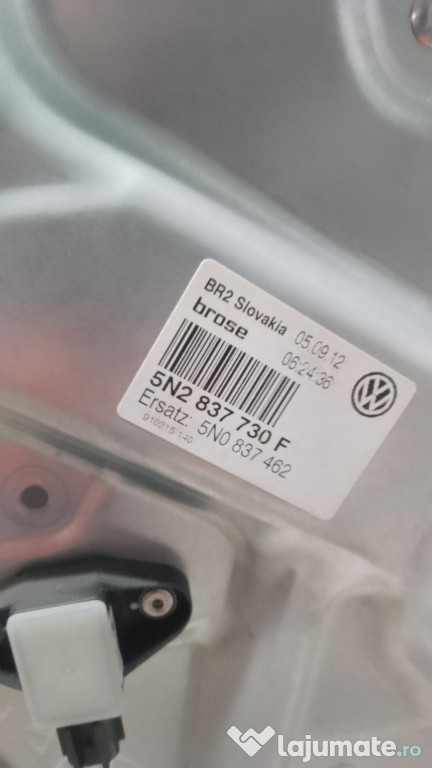 BR2 Slovakia 05.09.12
brose 06:24:36
5N2 837 730 F
Ersatz: 5N0 837 462
910215-140
lajumate.ro